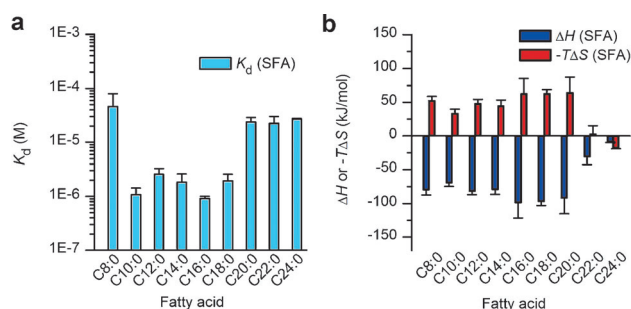 a
1E-3
1E-4
1E-5
1E-6
1E-7
Kd (M)
Kd (SFA)
C8:0 C10:0 C12:0 C14:0 C16:0 C18:0 C20:0 C22:0 C24:0
Fatty acid
b
ΔH (SFA)
-TΔS (SFA)
150
100
50
0
-50
-100
-150
ΔH or -TΔS (kJ/mol)
C8:0 C10:0 C12:0 C14:0 C16:0 C18:0 C20:0 C22:0 C24:0
Fatty acid